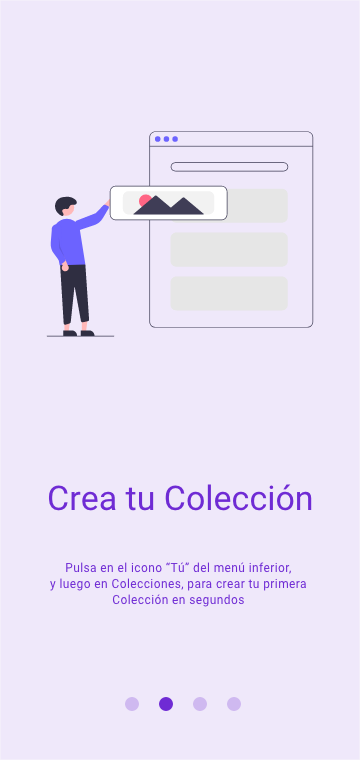 Crea tu Colección
Pulsa en el icono “Tú” del menú inferior,
y luego en Colecciones, para crear tu primera
Colección en segundos